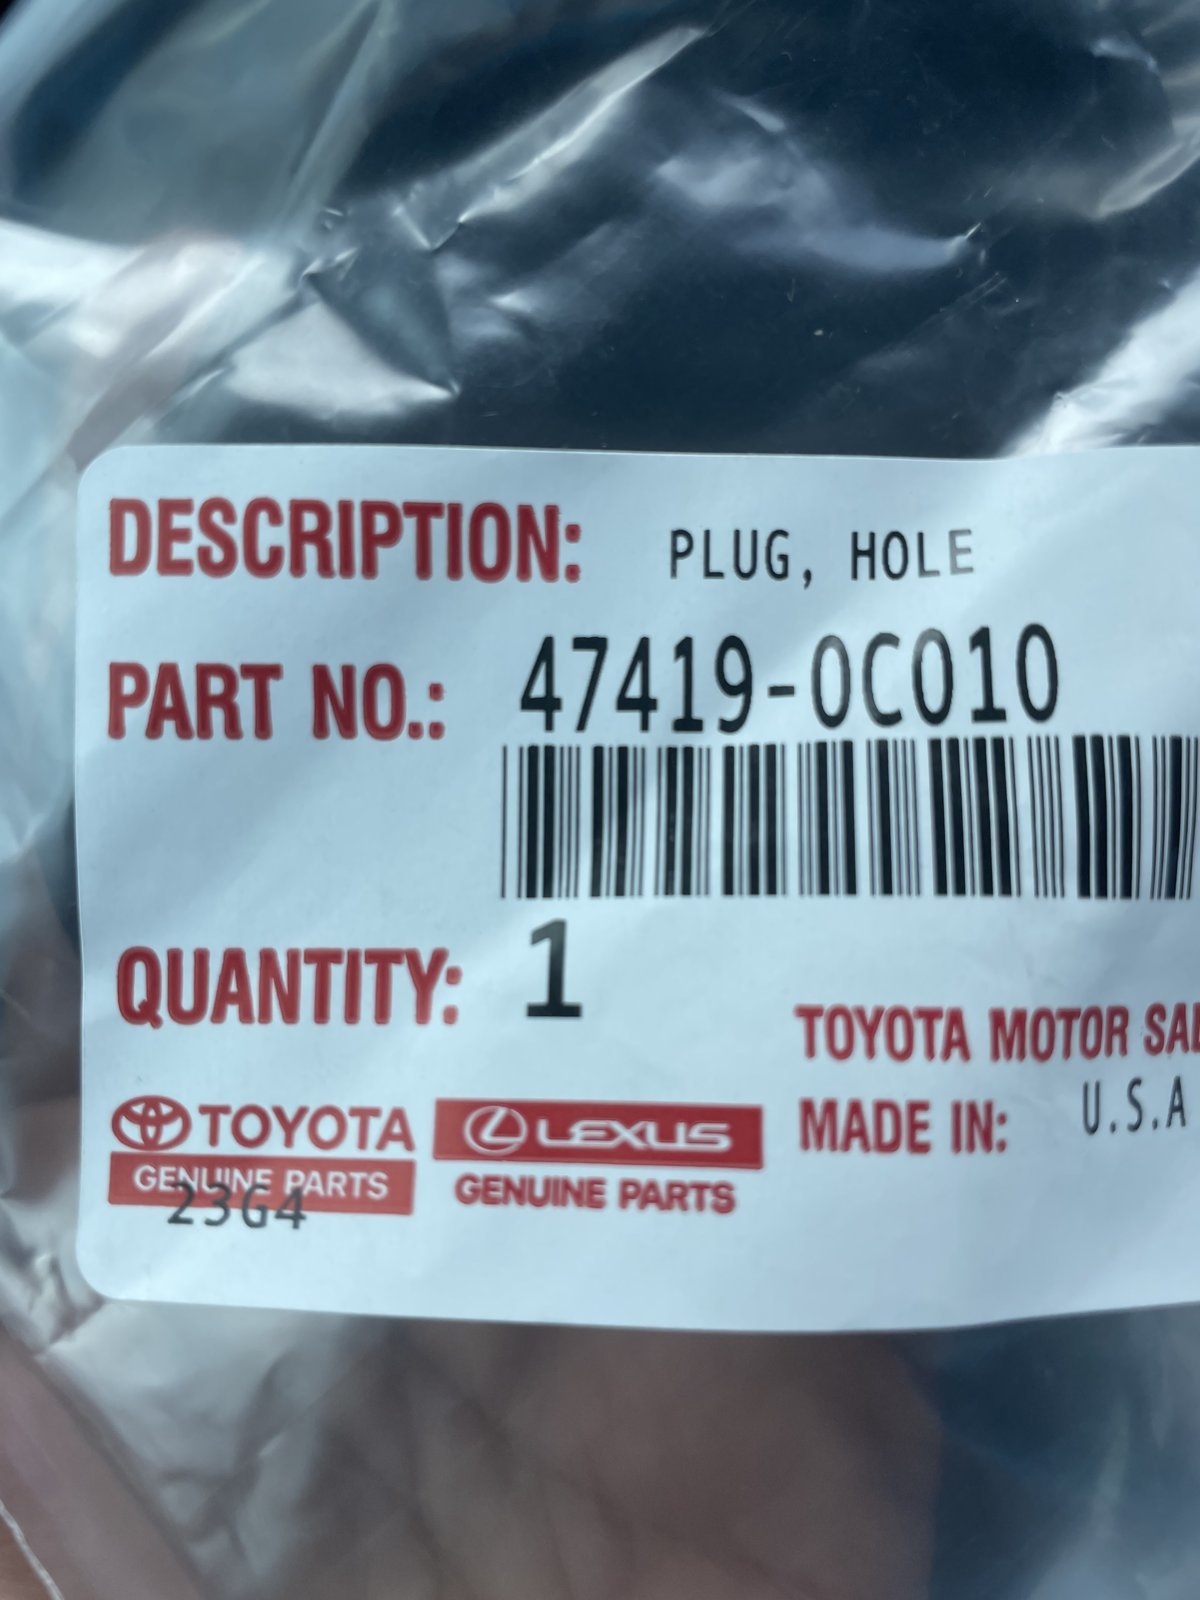 DESCRIPTION: PLUG, HOLE
PART NO.: 47419-0C010
QUANTITY: 1
TOYOTA MOTOR
MADE IN: U.S.A
TOYOTA
GENUINE PARTS
23G4
LEXUS
GENUINE PARTS